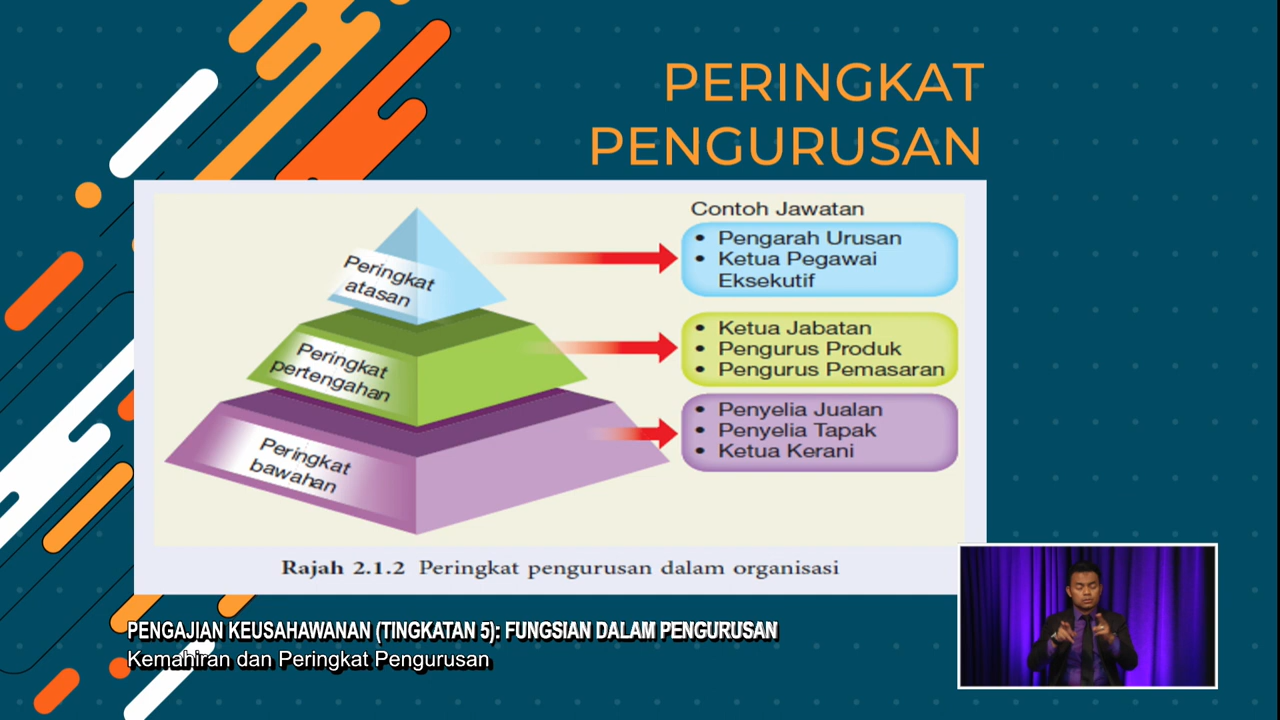 PERINGKAT
PENGURUSAN
Contoh Jawatan
Peringkat
atasan
• Pengarah Urusan
• Ketua Pegawai
Eksekutif
Peringkat
pertengahan
• Ketua Jabatan
• Pengurus Produk
• Pengurus Pemasaran
Peringkat
bawahan
• Penyelia Jualan
• Penyelia Tapak
• Ketua Kerani
Rajah 2.1.2 Peringkat pengurusan dalam organisasi
PENGAJIAN KEUSAHAWANAN (TINGKATAN 5): FUNGSIAN DALAM PENGURUSAN
Kemahiran dan Peringkat Pengurusan